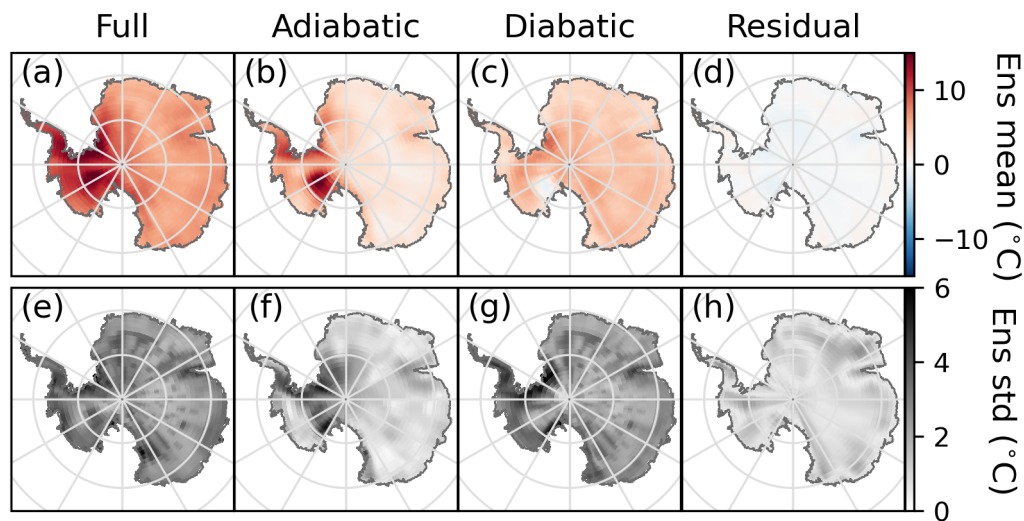 Full Adiabatic Diabatic Residual
(a) (b) (c) (d)
10
0
−10
Ens mean (°C)
(e) (f) (g) (h)
6
4
2
0
Ens std (°C)